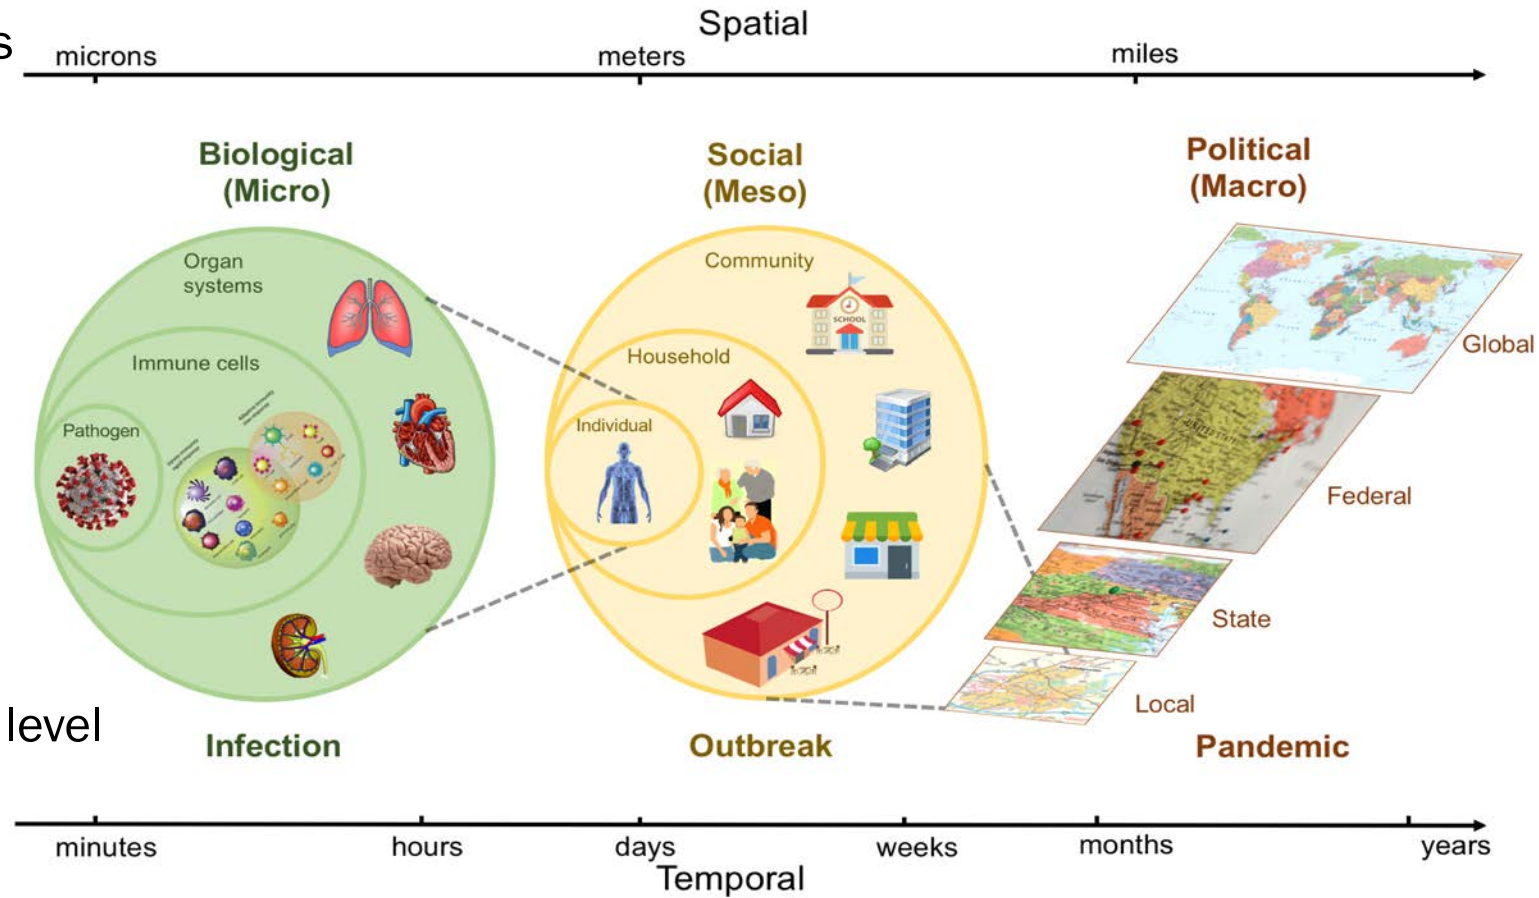 Spatial
s
microns
meters
miles
Biological
(Micro)
Social
(Meso)
Political
(Macro)
Organ
systems
Immune cells
Pathogen
Community
SCHOOL
Household
Individual
Global
Federal
State
Local
level
Infection
Outbreak
Pandemic
minutes
hours
days
weeks
months
years
Temporal